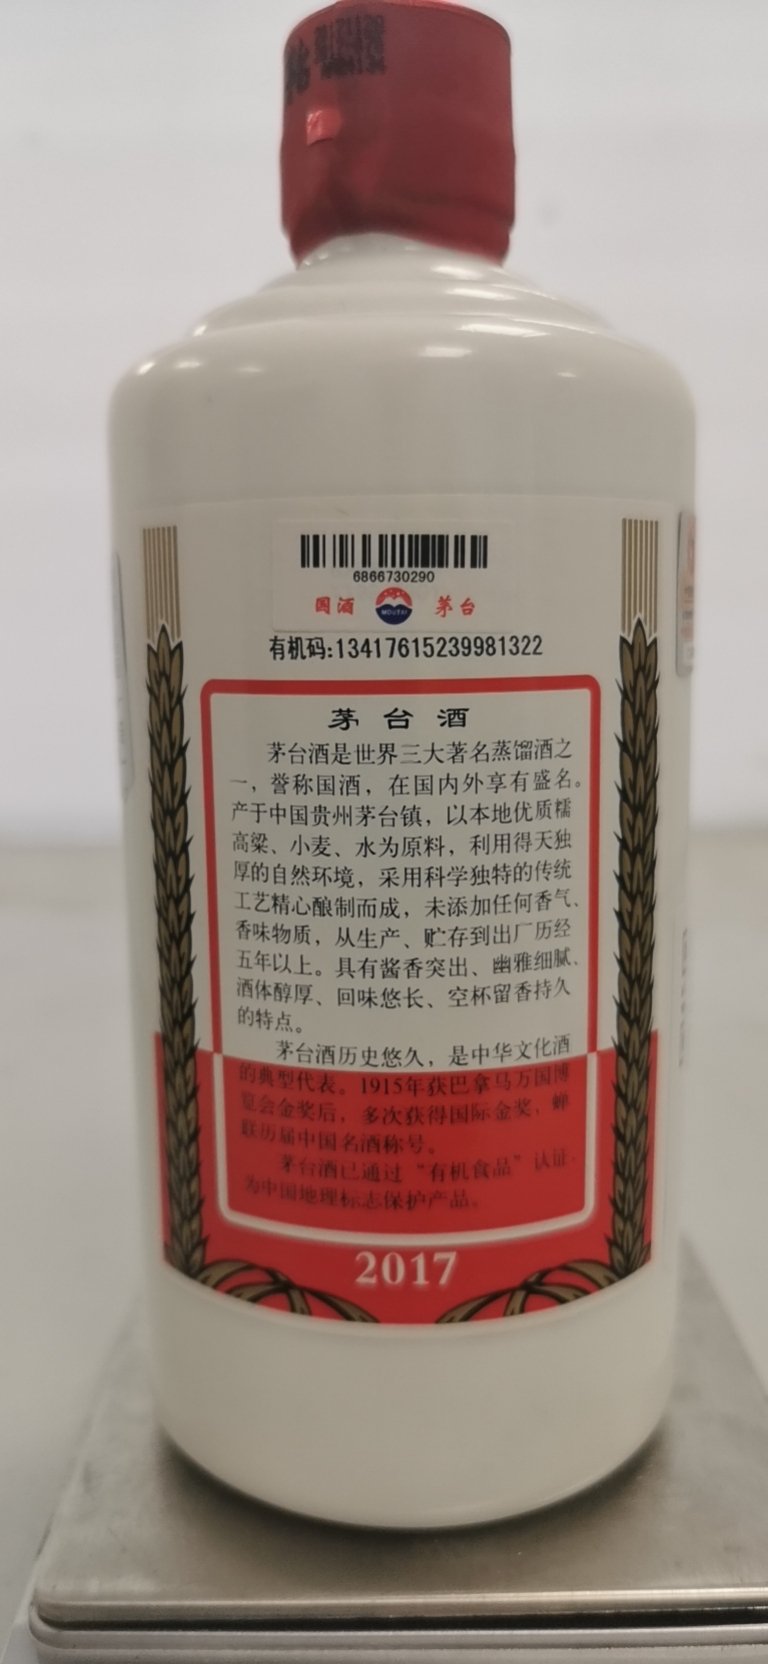 6866730290
国酒 MOUTAI 茅台
有机码:13417615239981322
茅台酒
茅台酒是世界三大著名蒸馏酒之
一，誉称国酒，在国内外享有盛名。
产于中国贵州茅台镇，以本地优质糯
高粱、小麦、水为原料，利用得天独
厚的自然环境，采用科学独特的传统
工艺精心酿制而成，未添加任何香气、
香味物质，从生产、贮存到出厂历经
五年以上。具有酱香突出、幽雅细腻、
酒体醇厚、回味悠长、空杯留香持久
的特点。
茅台酒历史悠久，是中华文化酒
的典型代表。1915年获巴拿马万国博
览会金奖后，多次获得国际金奖，蝉
联历届中国名酒称号。
茅台酒已通过“有机食品”认证，
为中国地理标志保护产品。
2017